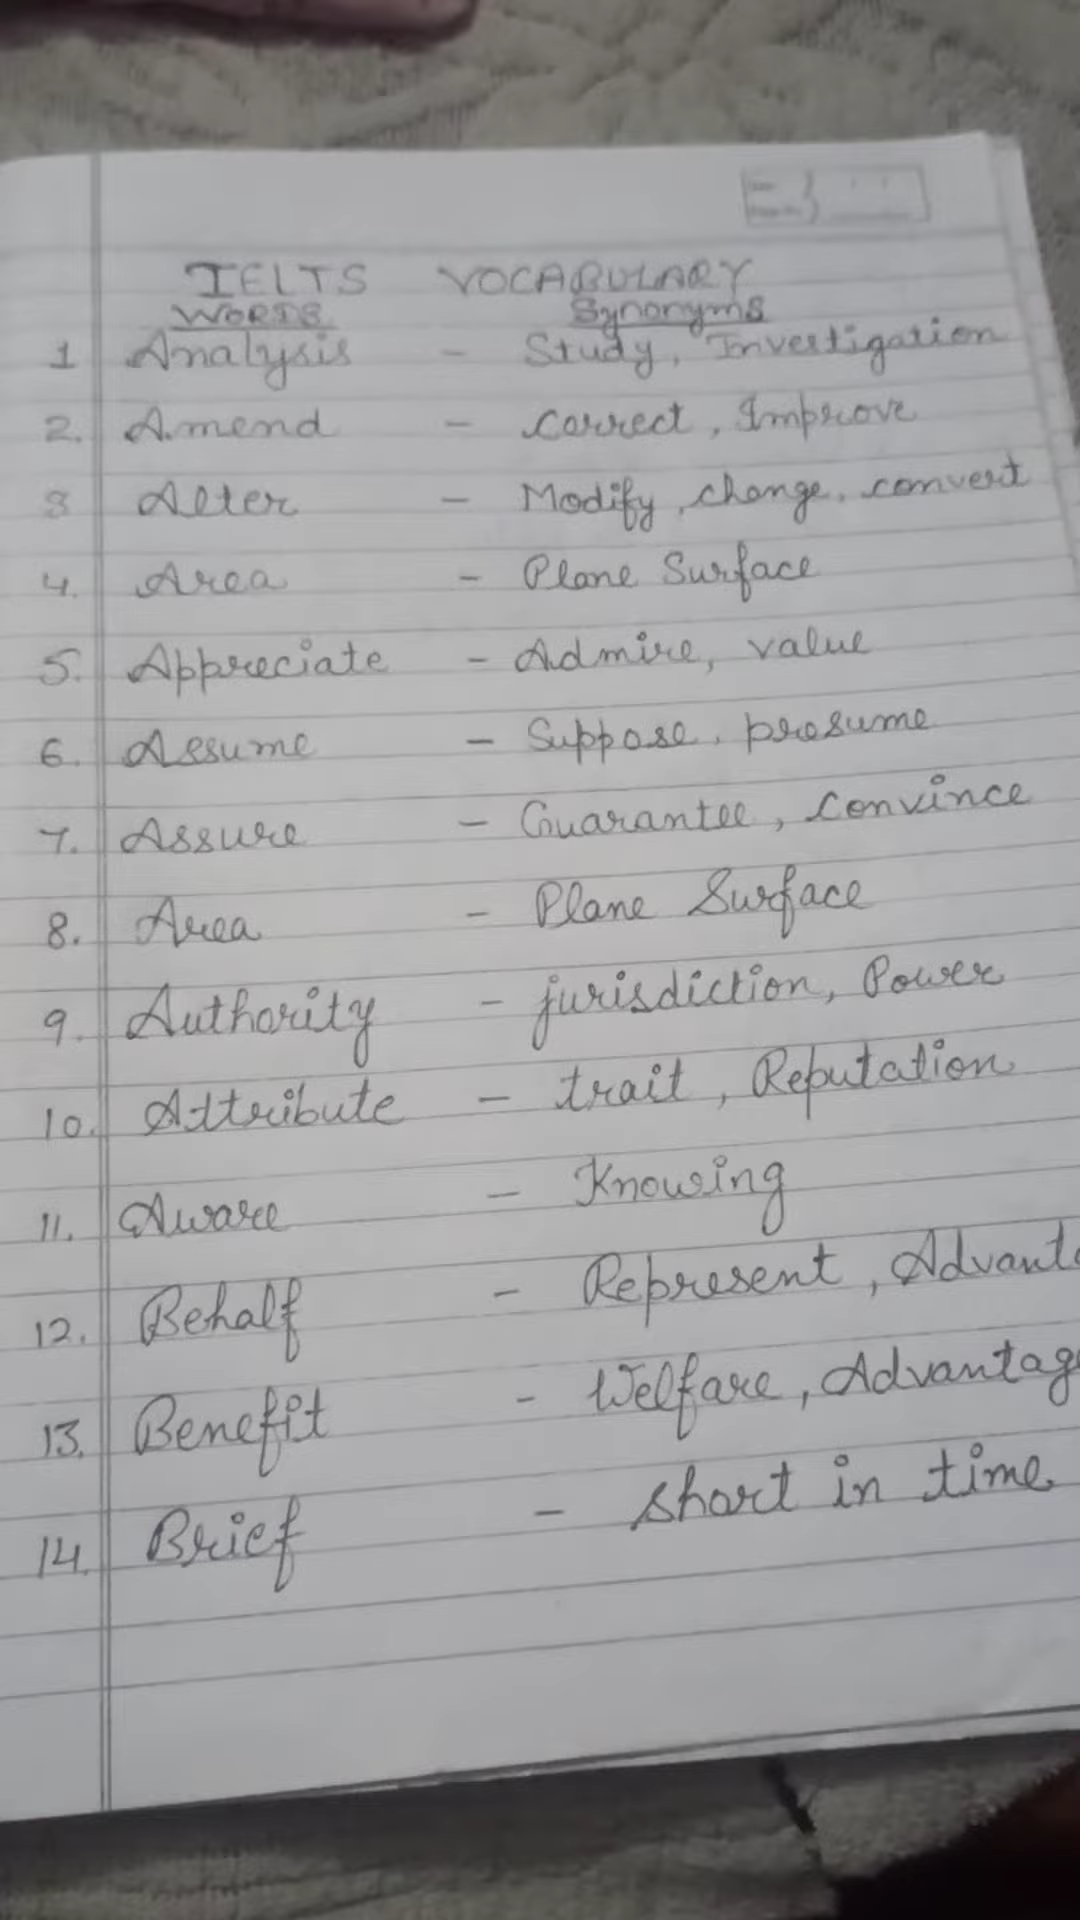 IELTS VOCABULARY
WORDS Synonyms
1 Analysis - Study, Investigation
2. Amend - correct, Improve
3 Alter - Modify, change, convert
4. Area - Plane Surface
5. Appreciate - Admire, value
6. Assume - Suppose, presume
7. Assure - Guarantee, Convince
8. Area - Plane Surface
9. Authority - jurisdiction, Power
10. Attribute - trait, Reputation
11. Aware - Knowing
12. Behalf - Represent, Advant
13. Benefit - Welfare, Advantag
14. Brief - short in time